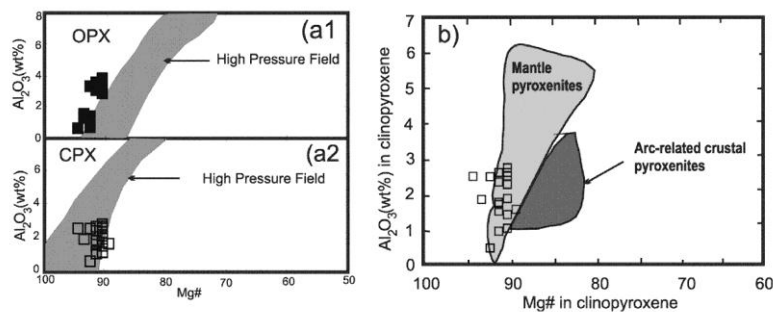 (a1)
OPX
High Pressure Field
Al₂O₃(wt%)
8
6
4
2
0
(a2)
CPX
High Pressure Field
Al₂O₃(wt%)
8
6
4
2
0
100 90 80 70 60 50
Mg#
b)
Mantle
pyroxenites
Arc-related crustal
pyroxenites
Al₂O₃(wt%) in clinopyroxene
7
6
5
4
3
2
1
0
100 90 80 70 60
Mg# in clinopyroxene